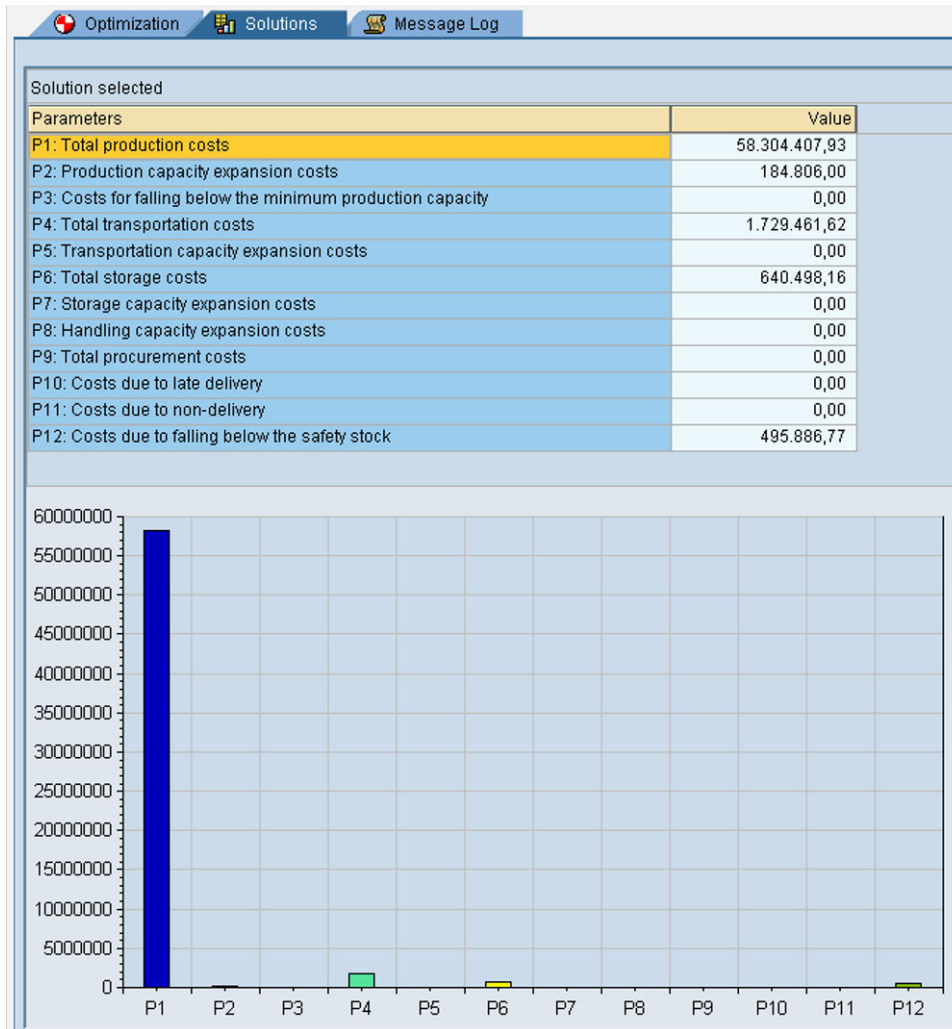 Optimization Solutions Message Log
Solution selected
Parameters Value
P1: Total production costs 58.304.407,93
P2: Production capacity expansion costs 184.806,00
P3: Costs for falling below the minimum production capacity 0,00
P4: Total transportation costs 1.729.461,62
P5: Transportation capacity expansion costs 0,00
P6: Total storage costs 640.498,16
P7: Storage capacity expansion costs 0,00
P8: Handling capacity expansion costs 0,00
P9: Total procurement costs 0,00
P10: Costs due to late delivery 0,00
P11: Costs due to non-delivery 0,00
P12: Costs due to falling below the safety stock 495.886,77
60000000
55000000
50000000
45000000
40000000
35000000
30000000
25000000
20000000
15000000
10000000
5000000
0
P1 P2 P3 P4 P5 P6 P7 P8 P9 P10 P11 P12